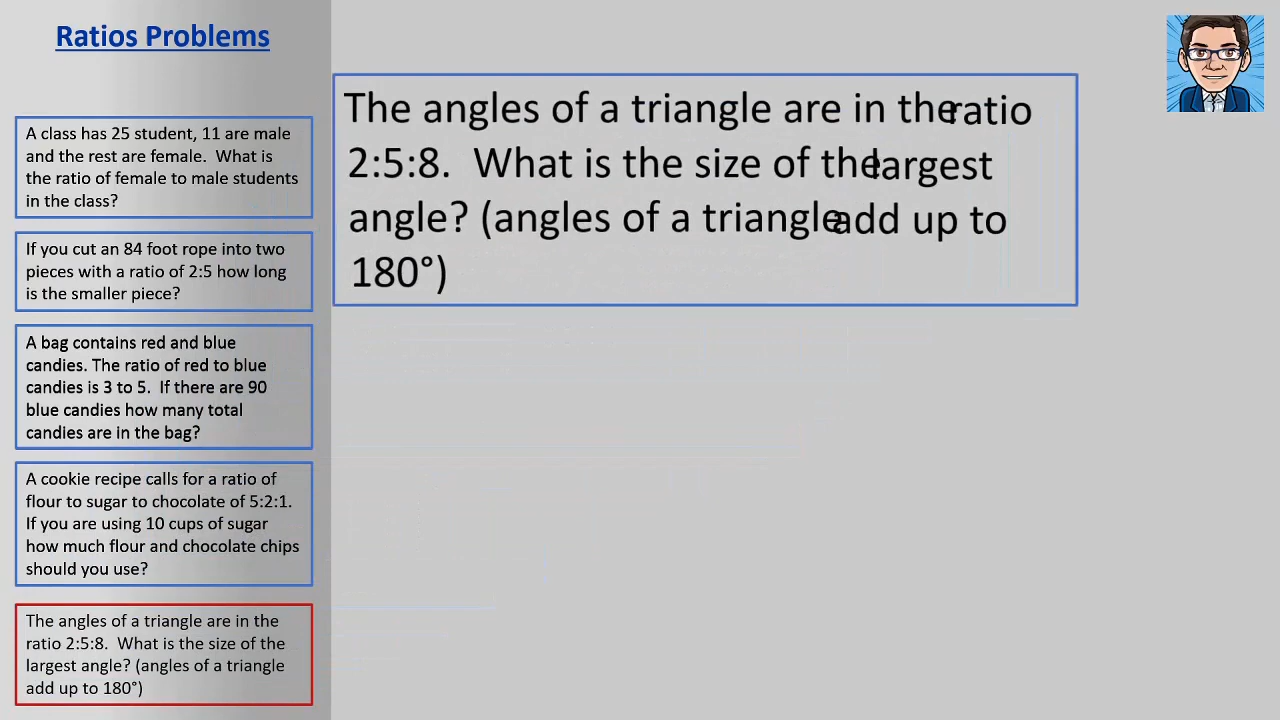 Ratios Problems
A class has 25 student, 11 are male
and the rest are female.  What is
the ratio of female to male students
in the class?
If you cut an 84 foot rope into two
pieces with a ratio of 2:5 how long
is the smaller piece?
A bag contains red and blue
candies. The ratio of red to blue
candies is 3 to 5.  If there are 90
blue candies how many total
candies are in the bag?
A cookie recipe calls for a ratio of
flour to sugar to chocolate of 5:2:1.
If you are using 10 cups of sugar
how much flour and chocolate chips
should you use?
The angles of a triangle are in the
ratio 2:5:8.  What is the size of the
largest angle? (angles of a triangle
add up to 180°)
The angles of a triangle are in the ratio
2:5:8.  What is the size of the largest
angle? (angles of a triangle add up to
180°)